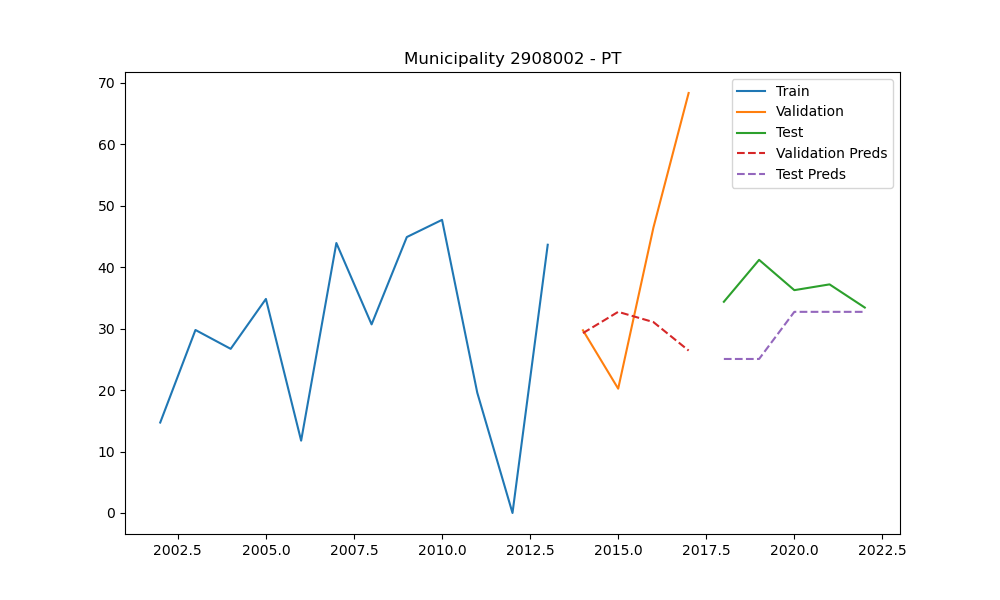 Municipality 2908002 - PT
70
60
50
40
30
20
10
0
Train
Validation
Test
Validation Preds
Test Preds
2002.5 2005.0 2007.5 2010.0 2012.5 2015.0 2017.5 2020.0 2022.5